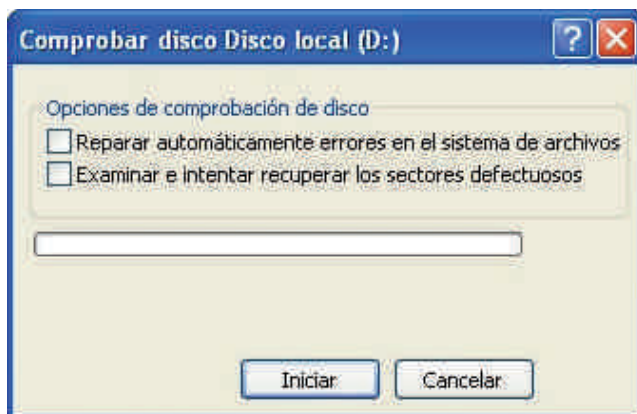 Comprobar disco Disco local (D:)
Opciones de comprobación de disco
Reparar automáticamente errores en el sistema de archivos
Examinar e intentar recuperar los sectores defectuosos
Iniciar Cancelar